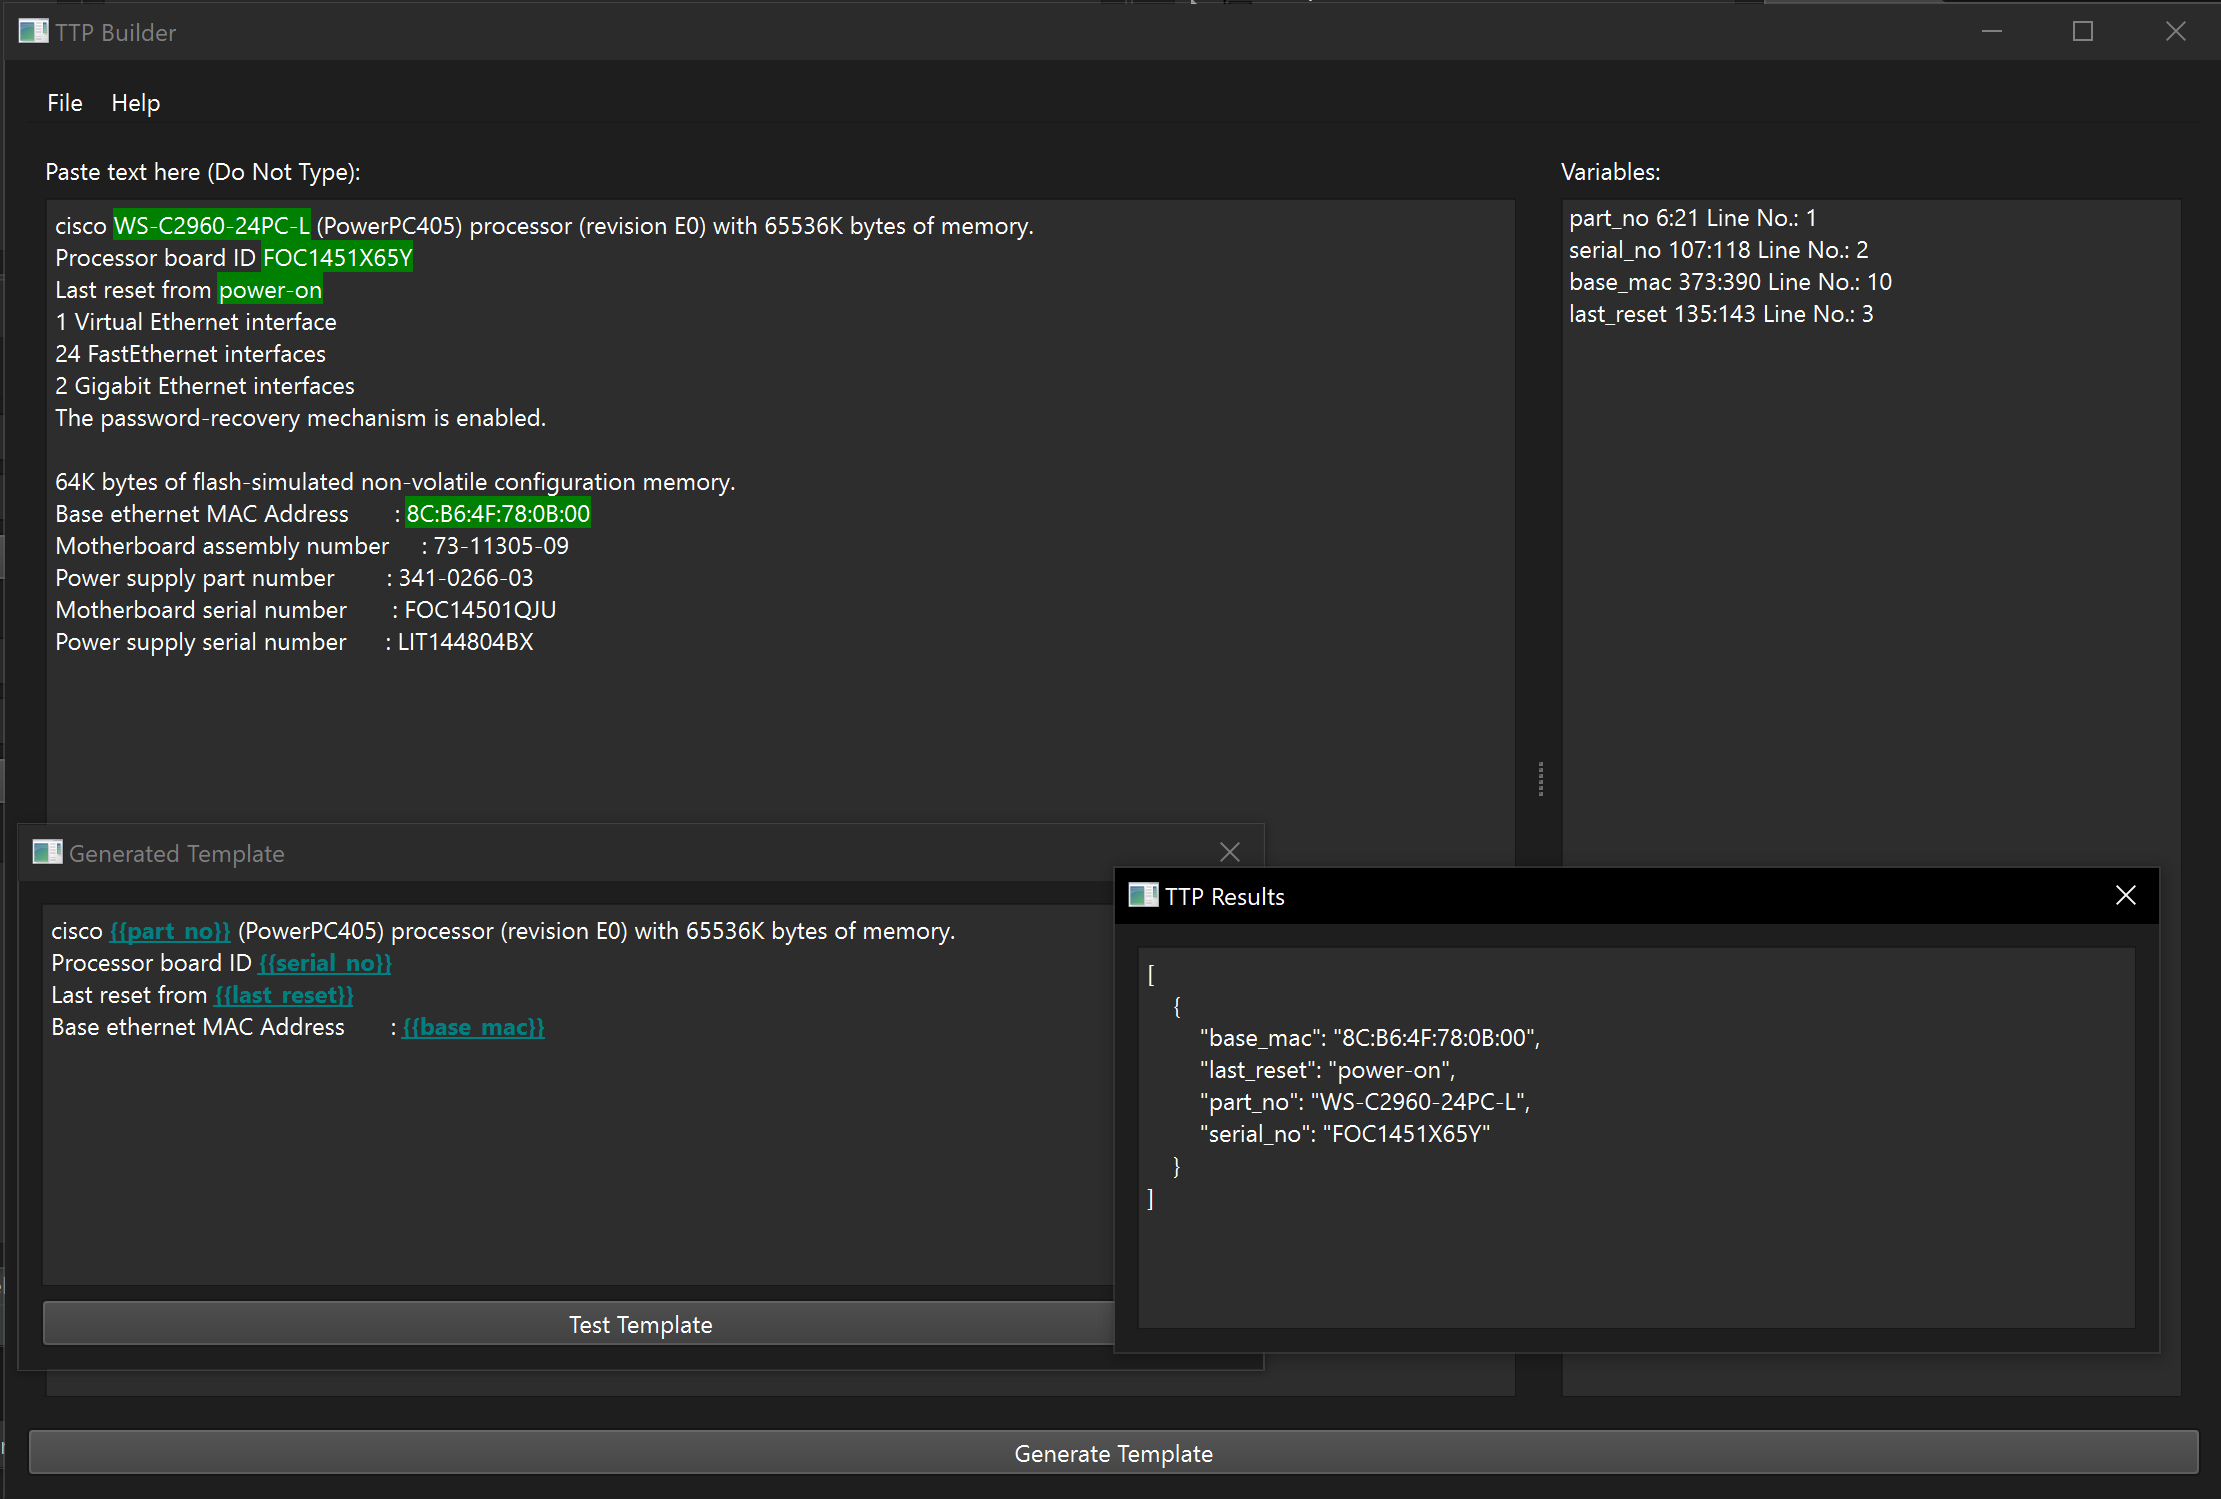 TTP Builder
File Help
Paste text here (Do Not Type):
cisco WS-C2960-24PC-L (PowerPC405) processor (revision E0) with 65536K bytes of memory.
Processor board ID FOC1451X65Y
Last reset from power-on
1 Virtual Ethernet interface
24 FastEthernet interfaces
2 Gigabit Ethernet interfaces
The password-recovery mechanism is enabled.
64K bytes of flash-simulated non-volatile configuration memory.
Base ethernet MAC Address       : 8C:B6:4F:78:0B:00
Motherboard assembly number     : 73-11305-09
Power supply part number        : 341-0266-03
Motherboard serial number       : FOC14501QJU
Power supply serial number      : LIT144804BX
Variables:
part_no 6:21 Line No.: 1
serial_no 107:118 Line No.: 2
base_mac 373:390 Line No.: 10
last_reset 135:143 Line No.: 3
Generated Template
cisco {{part_no}} (PowerPC405) processor (revision E0) with 65536K bytes of memory.
Processor board ID {{serial_no}}
Last reset from {{last_reset}}
Base ethernet MAC Address       : {{base_mac}}
Test Template
TTP Results
[
    {
        "base_mac": "8C:B6:4F:78:0B:00",
        "last_reset": "power-on",
        "part_no": "WS-C2960-24PC-L",
        "serial_no": "FOC1451X65Y"
    }
]
Generate Template